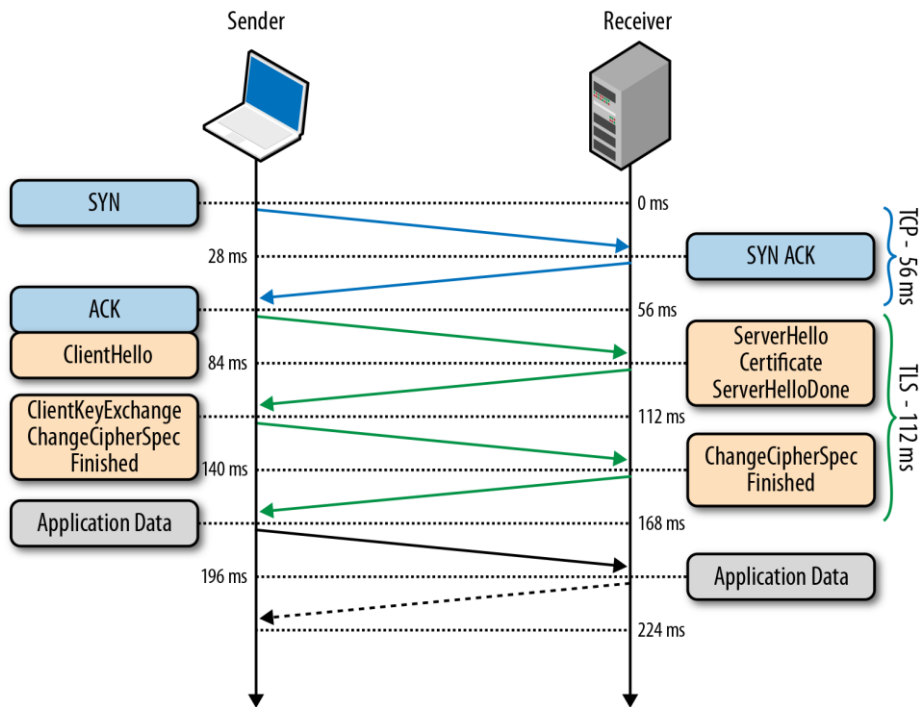 Sender
Receiver
SYN
0 ms
28 ms
SYN ACK
TCP - 56 ms
ACK
56 ms
ClientHello
84 ms
ServerHello
Certificate
ServerHelloDone
TLS - 112 ms
ClientKeyExchange
ChangeCipherSpec
Finished
112 ms
140 ms
ChangeCipherSpec
Finished
Application Data
168 ms
196 ms
Application Data
224 ms